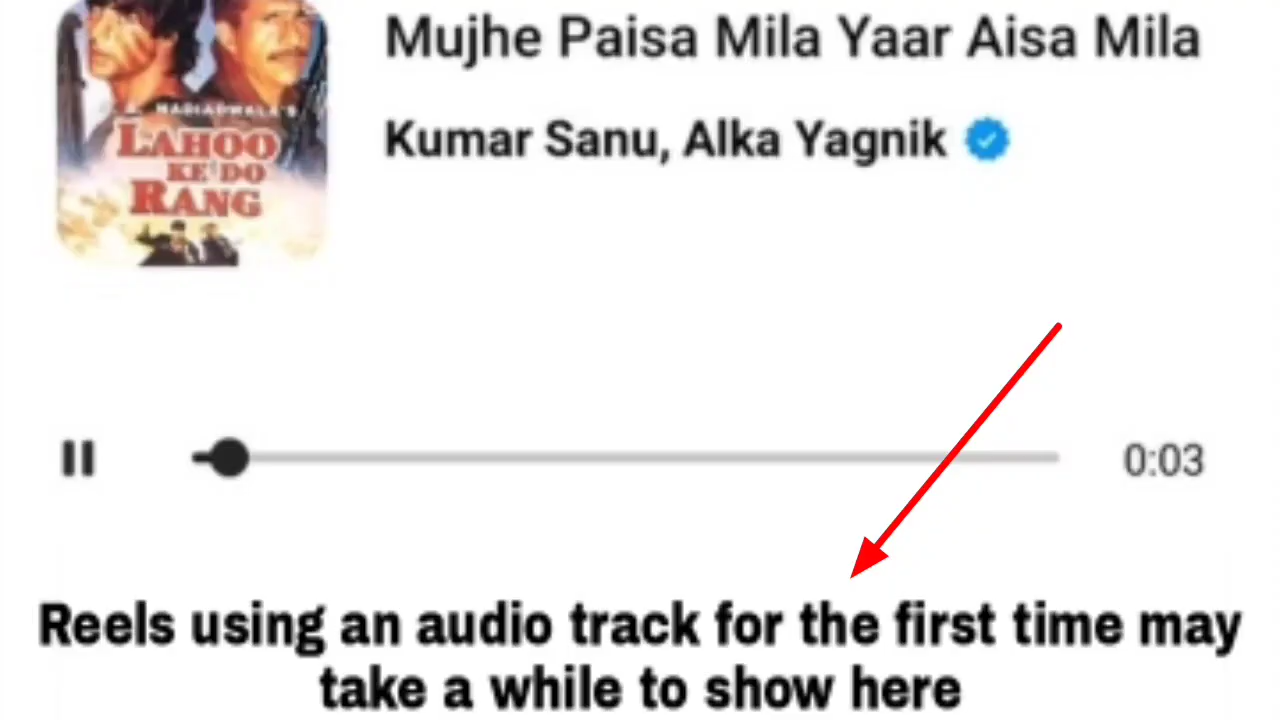 Mujhe Paisa Mila Yaar Aisa Mila
Kumar Sanu, Alka Yagnik
A. NADIADWALA'S
LAHOO
KE DO
RANG
0:03
Reels using an audio track for the first time may
take a while to show here